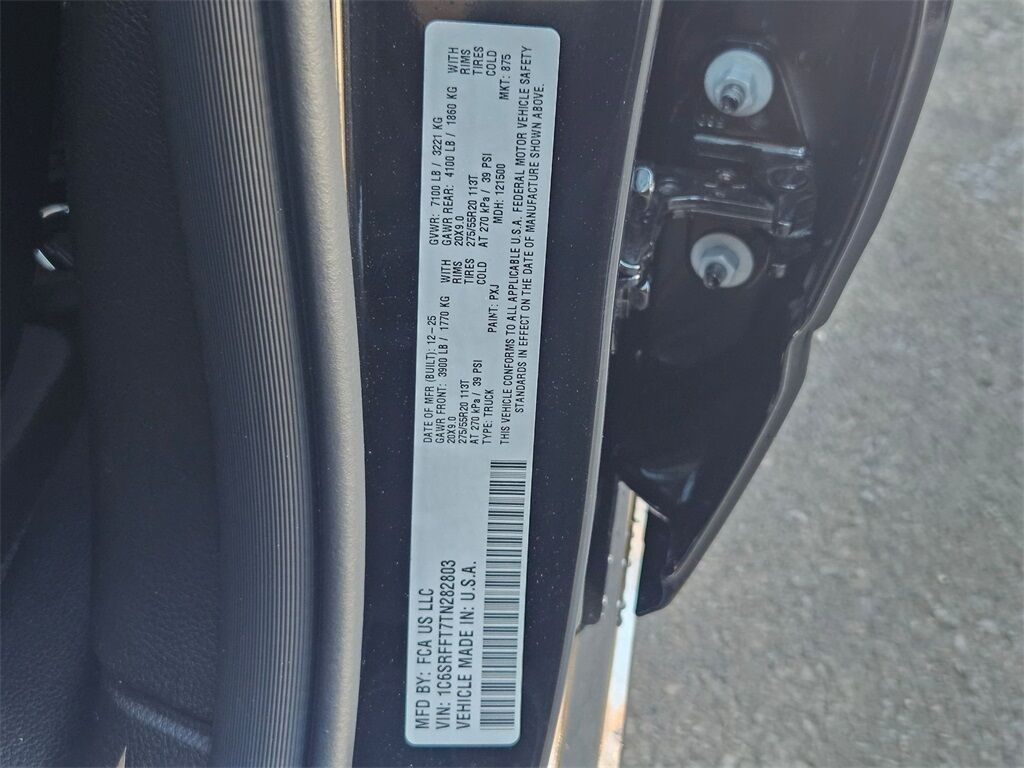 MFD BY: FCA US LLC
VIN: 1C6SRFFT7TN282803
VEHICLE MADE IN: U.S.A.
DATE OF MFR (BUILT): 12-25 GVWR: 7100 LB / 3221 KG
GAWR FRONT: 3900 LB / 1770 KG WITH GAWR REAR: 4100 LB / 1860 KG WITH
20X9.0 RIMS 20X9.0 RIMS
275/55R20 113T TIRES 275/55R20 113T TIRES
AT 270 kPa / 39 PSI COLD AT 270 kPa / 39 PSI COLD
TYPE: TRUCK PAINT: PXJ MDH: 121500 MKT: 875
THIS VEHICLE CONFORMS TO ALL APPLICABLE U.S.A. FEDERAL MOTOR VEHICLE SAFETY
STANDARDS IN EFFECT ON THE DATE OF MANUFACTURE SHOWN ABOVE.